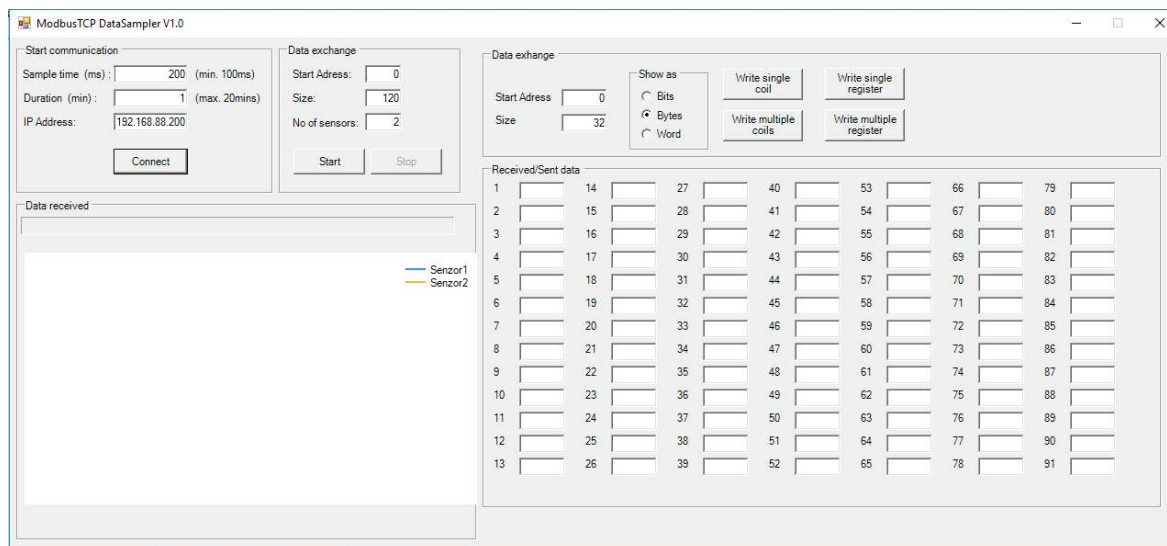 ModbusTCP DataSampler V1.0
Start communication
Sample time (ms) : 200 (min. 100ms)
Duration (min) : 1 (max. 20mins)
IP Address: 192.168.88.200
Connect
Data exchange
Start Adress: 0
Size: 120
No of sensors: 2
Start Stop
Data exhange
Start Adress 0
Size 32
Show as
Bits
Bytes
Word
Write single
coil
Write single
register
Write multiple
coils
Write multiple
register
Data received
Senzor1
Senzor2
Received/Sent data
1 14 27 40 53 66 79
2 15 28 41 54 67 80
3 16 29 42 55 68 81
4 17 30 43 56 69 82
5 18 31 44 57 70 83
6 19 32 45 58 71 84
7 20 33 46 59 72 85
8 21 34 47 60 73 86
9 22 35 48 61 74 87
10 23 36 49 62 75 88
11 24 37 50 63 76 89
12 25 38 51 64 77 90
13 26 39 52 65 78 91